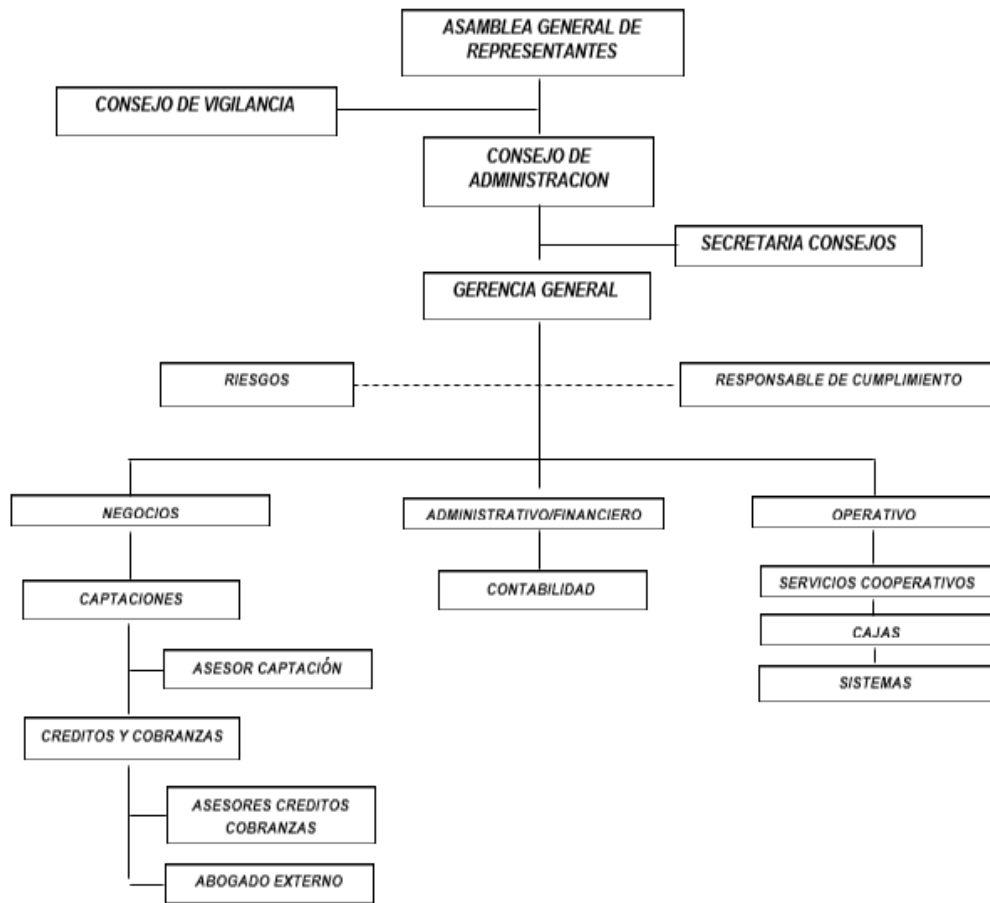 ASAMBLEA GENERAL DE
REPRESENTANTES
CONSEJO DE VIGILANCIA
CONSEJO DE
ADMINISTRACION
SECRETARIA CONSEJOS
GERENCIA GENERAL
RIESGOS
RESPONSABLE DE CUMPLIMIENTO
NEGOCIOS
ADMINISTRATIVO/FINANCIERO
OPERATIVO
CAPTACIONES
CONTABILIDAD
SERVICIOS COOPERATIVOS
CAJAS
ASESOR CAPTACIÓN
SISTEMAS
CREDITOS Y COBRANZAS
ASESORES CREDITOS
COBRANZAS
ABOGADO EXTERNO